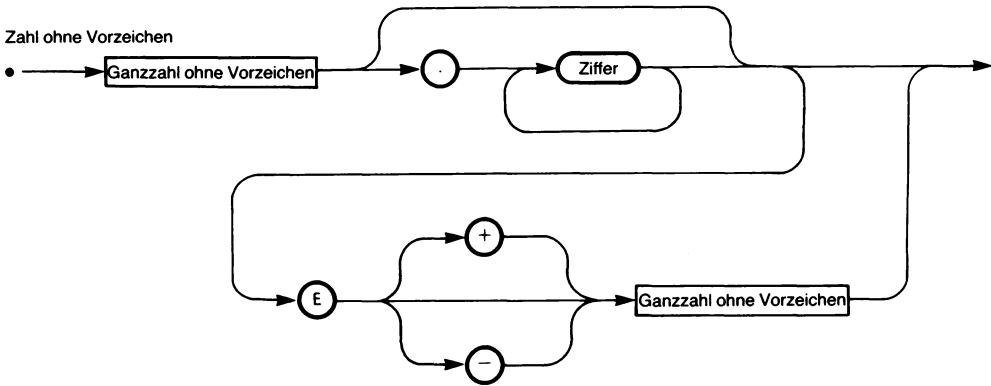 Zahl ohne Vorzeichen
Ganzzahl ohne Vorzeichen
.
Ziffer
+
E
Ganzzahl ohne Vorzeichen
−